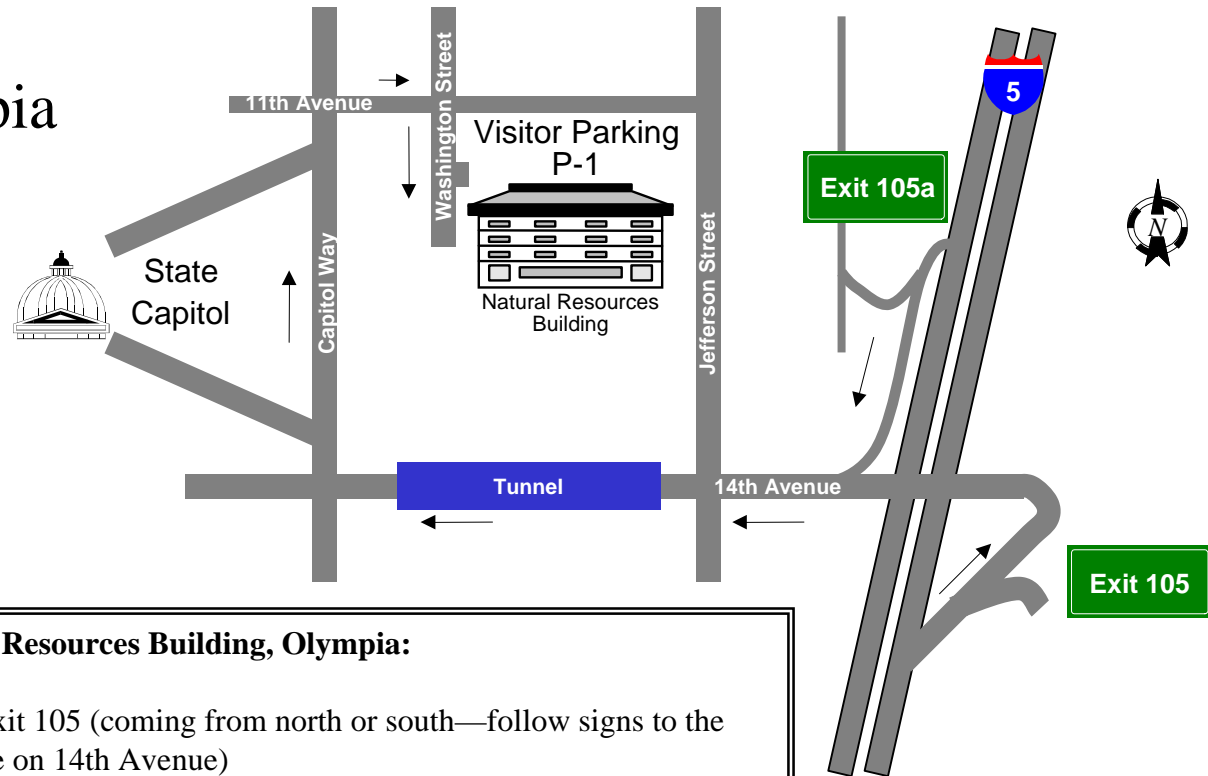 pia
11th Avenue
Washington Street
Visitor Parking
P-1
5
Exit 105a
N
State
Capitol
Capitol Way
Natural Resources
Building
Jefferson Street
Tunnel
14th Avenue
Exit 105
Resources Building, Olympia:
xit 105 (coming from north or south—follow signs to the
e on 14th Avenue)